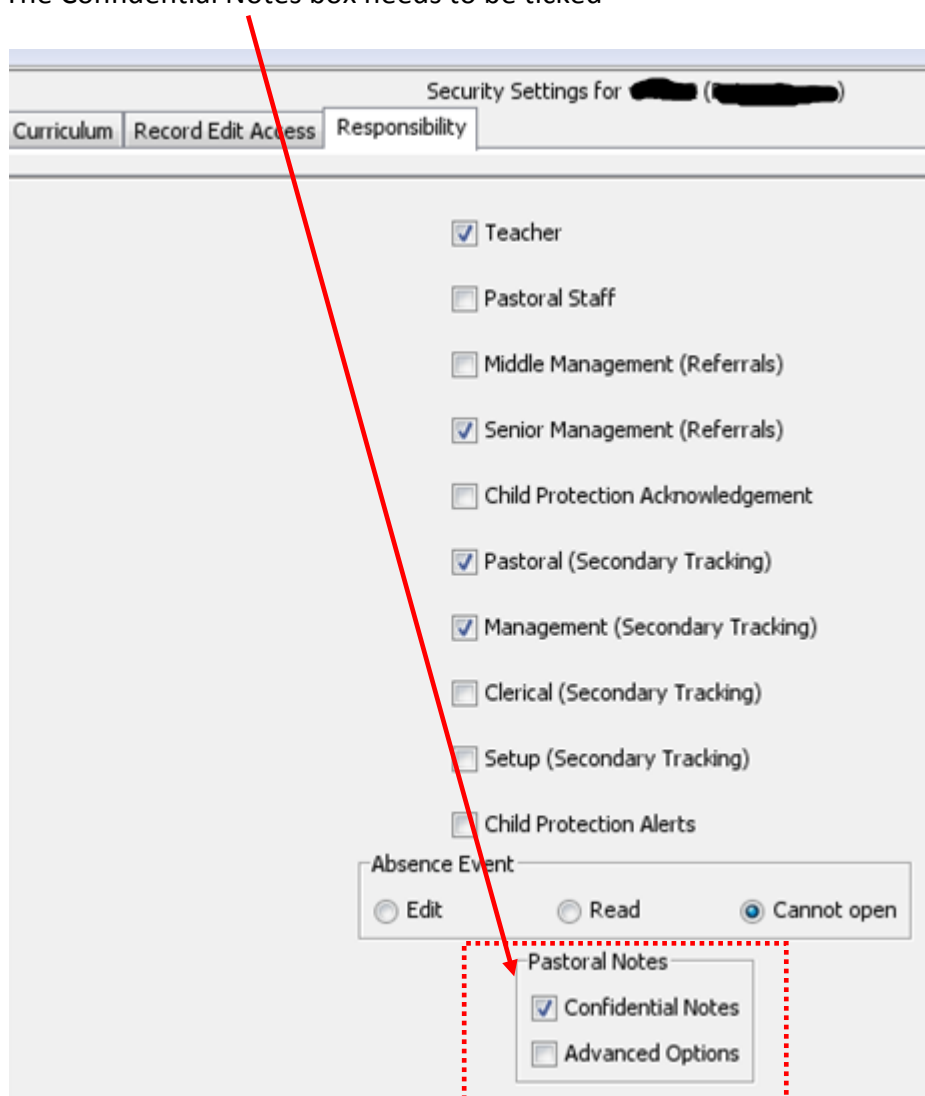 The Confidential Notes box needs to be ticked
Security Settings for ( )
Curriculum Record Edit Access Responsibility
Teacher
Pastoral Staff
Middle Management (Referrals)
Senior Management (Referrals)
Child Protection Acknowledgement
Pastoral (Secondary Tracking)
Management (Secondary Tracking)
Clerical (Secondary Tracking)
Setup (Secondary Tracking)
Child Protection Alerts
Absence Event
Edit Read Cannot open
Pastoral Notes
Confidential Notes
Advanced Options